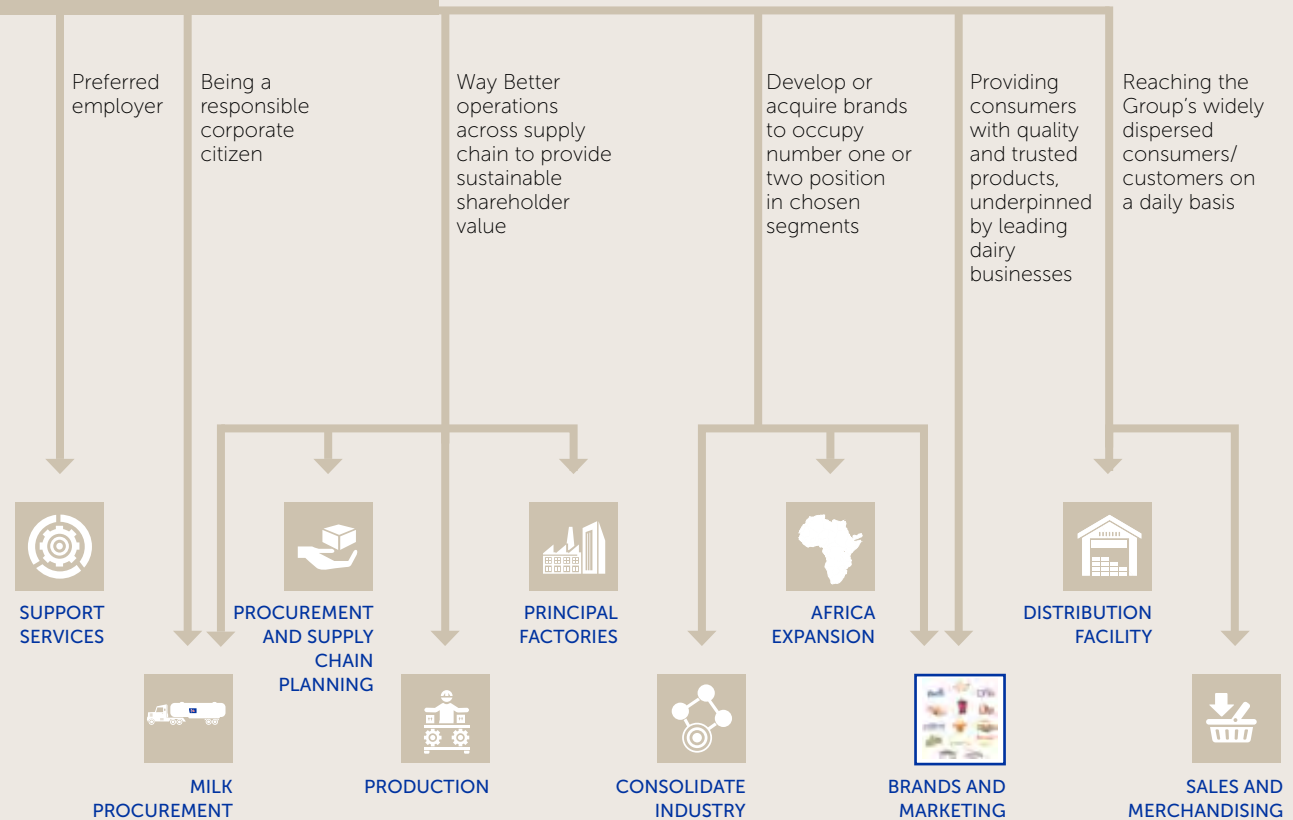 Preferred
employer
Being a
responsible
corporate
citizen
Way Better
operations
across supply
chain to provide
sustainable
shareholder
value
Develop or
acquire brands
to occupy
number one or
two position
in chosen
segments
Providing
consumers
with quality
and trusted
products,
underpinned
by leading
dairy
businesses
Reaching the
Group's widely
dispersed
consumers/
customers on
a daily basis
SUPPORT
SERVICES
PROCUREMENT
AND SUPPLY
CHAIN
PLANNING
PRINCIPAL
FACTORIES
AFRICA
EXPANSION
DISTRIBUTION
FACILITY
MILK
PROCUREMENT
PRODUCTION
CONSOLIDATE
INDUSTRY
BRANDS AND
MARKETING
SALES AND
MERCHANDISING